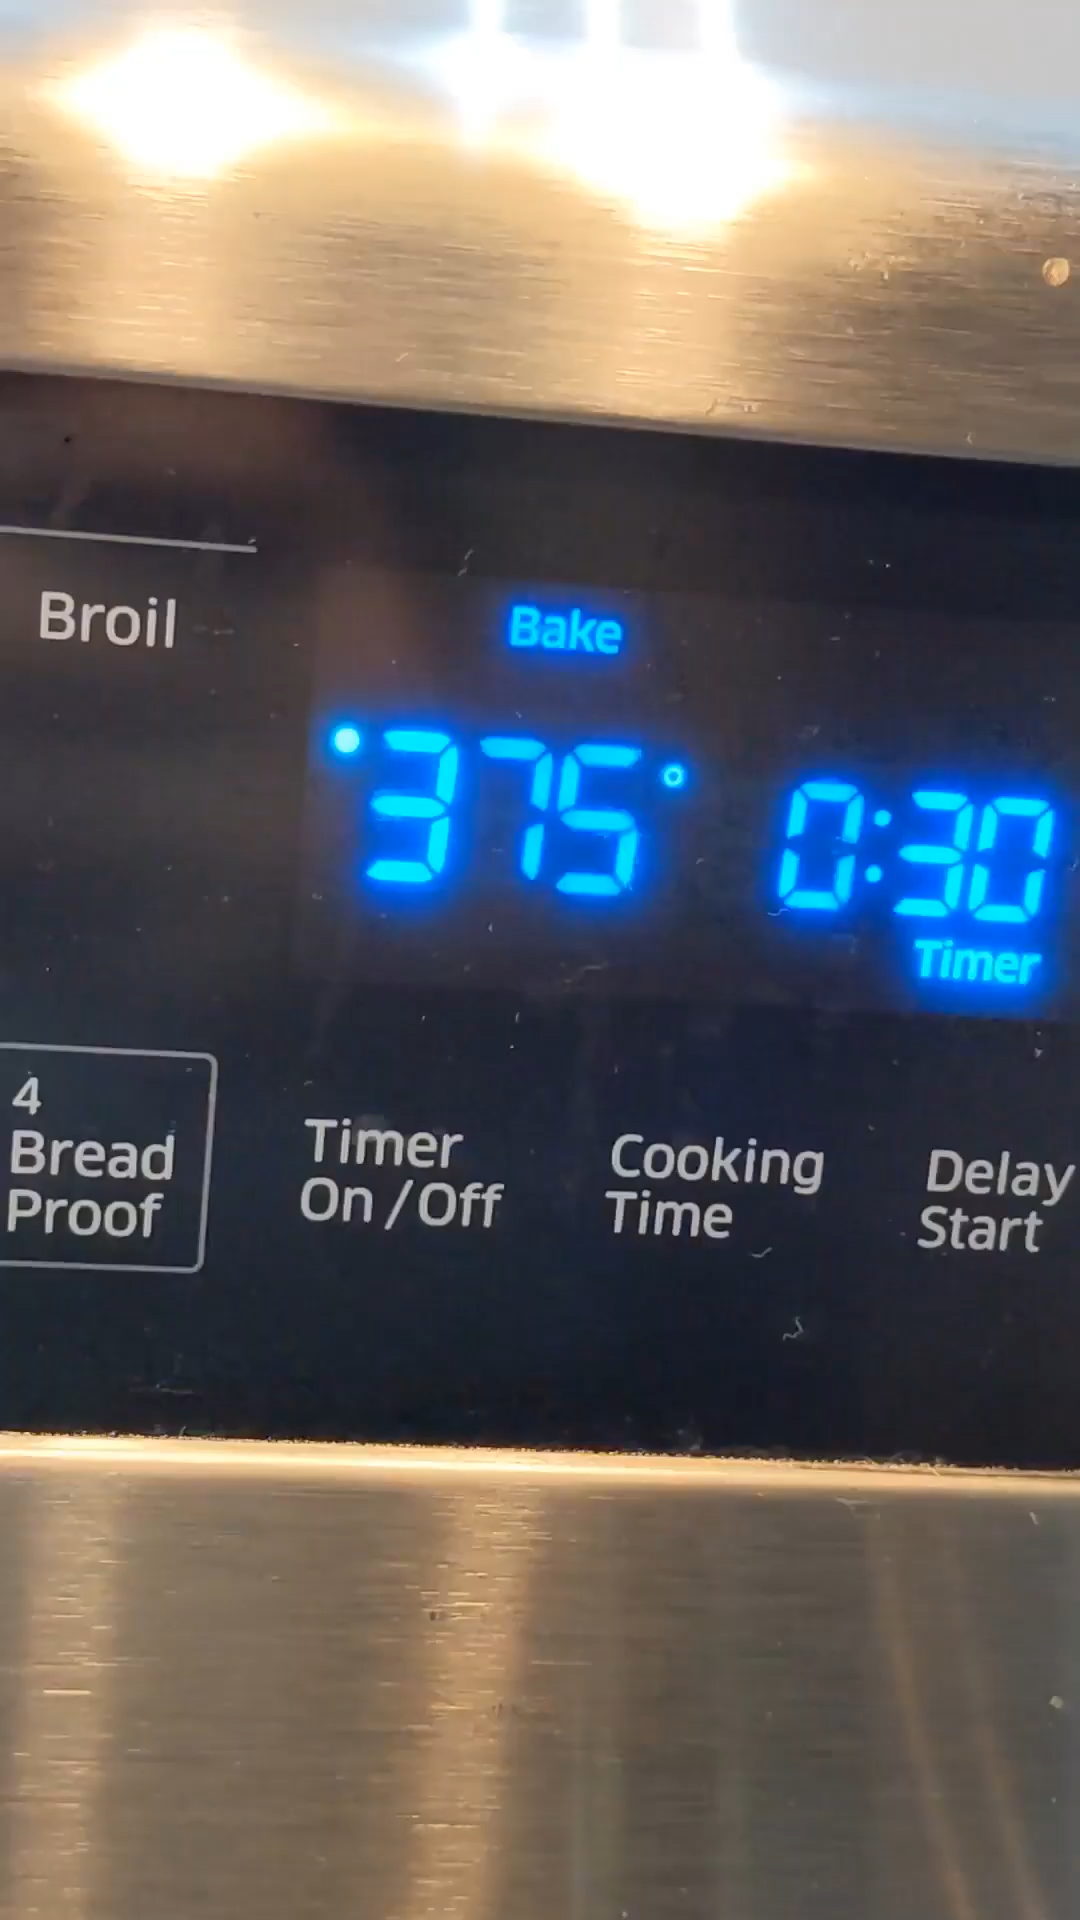 Broil
Bake
375°
0:30
Timer
4
Bread
Proof
Timer
On / Off
Cooking
Time
Delay
Start